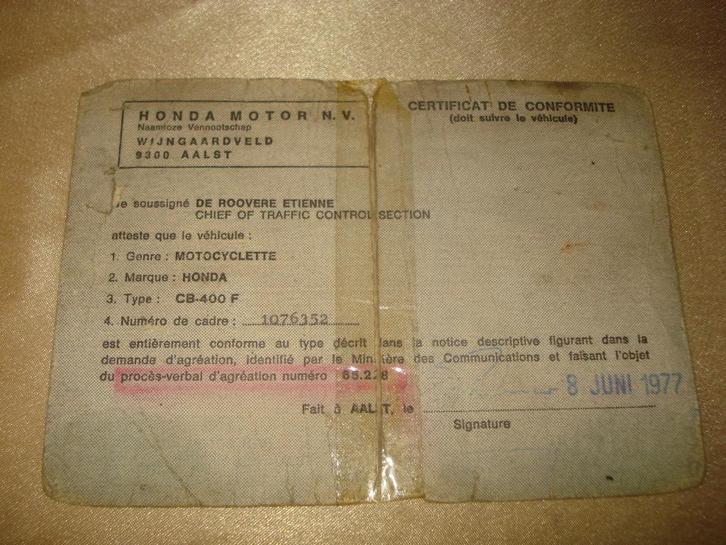 HONDA MOTOR N.V.
Naamloze Vennootschap
WIJNGAARDVELD
9300 AALST
CERTIFICAT DE CONFORMITE
(doit suivre le véhicule)
soussigné DE ROOVERE ETIENNE
CHIEF OF TRAFFIC CONTROL SECTION
atteste que le véhicule :
1. Genre : MOTOCYCLETTE
2. Marque : HONDA
3. Type : CB-400 F
4. Numéro de cadre : 1076352
est entièrement conforme au type décrit dans la notice descriptive figurant dans la
demande d'agréation, identifié par le Ministère des Communications et faisant l'objet
du procès-verbal d'agréation numéro
8 JUNI 1977
Fait à AALST, le
Signature